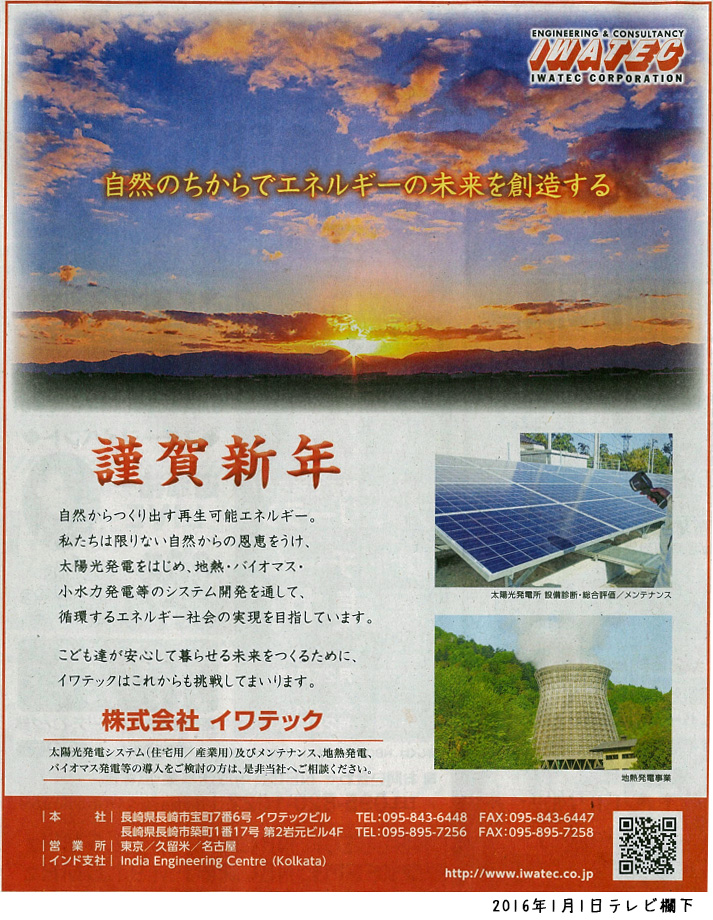 ENGINEERING & CONSULTANCY
IWATEC
IWATEC CORPORATION
自然のちからでエネルギーの未来を創造する
謹賀新年
自然からつくり出す再生可能エネルギー。
私たちは限りない自然からの恩恵をうけ、
太陽光発電をはじめ、地熱・バイオマス・
小水力発電等のシステム開発を通して、
循環するエネルギー社会の実現を目指しています。
こども達が安心して暮らせる未来をつくるために、
イワテックはこれからも挑戦してまいります。
株式会社 イワテック
太陽光発電システム(住宅用/産業用)及びメンテナンス、地熱発電、
バイオマス発電等の導入をご検討の方は、是非当社へご相談ください。
太陽光発電所 設備診断・総合評価/メンテナンス
地熱発電事業
|本社| 長崎県長崎市宝町7番6号 イワテックビル TEL:095-843-6448 FAX:095-843-6447
長崎県長崎市築町1番17号 第2岩元ビル4F TEL:095-895-7256 FAX:095-895-7258
|営業所| 東京/久留米/名古屋
|インド支社| India Engineering Centre (Kolkata)
http://www.iwatec.co.jp
2016年1月1日テレビ欄下